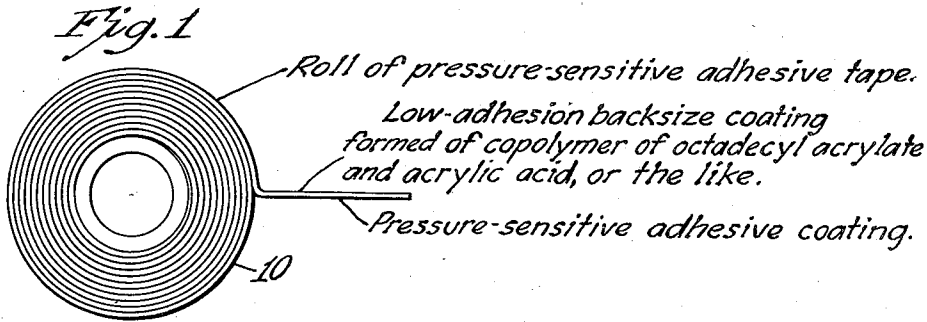 Fig. 1
Roll of pressure-sensitive adhesive tape.
Low-adhesion backsize coating
formed of copolymer of octadecyl acrylate
and acrylic acid, or the like.
Pressure-sensitive adhesive coating.
10